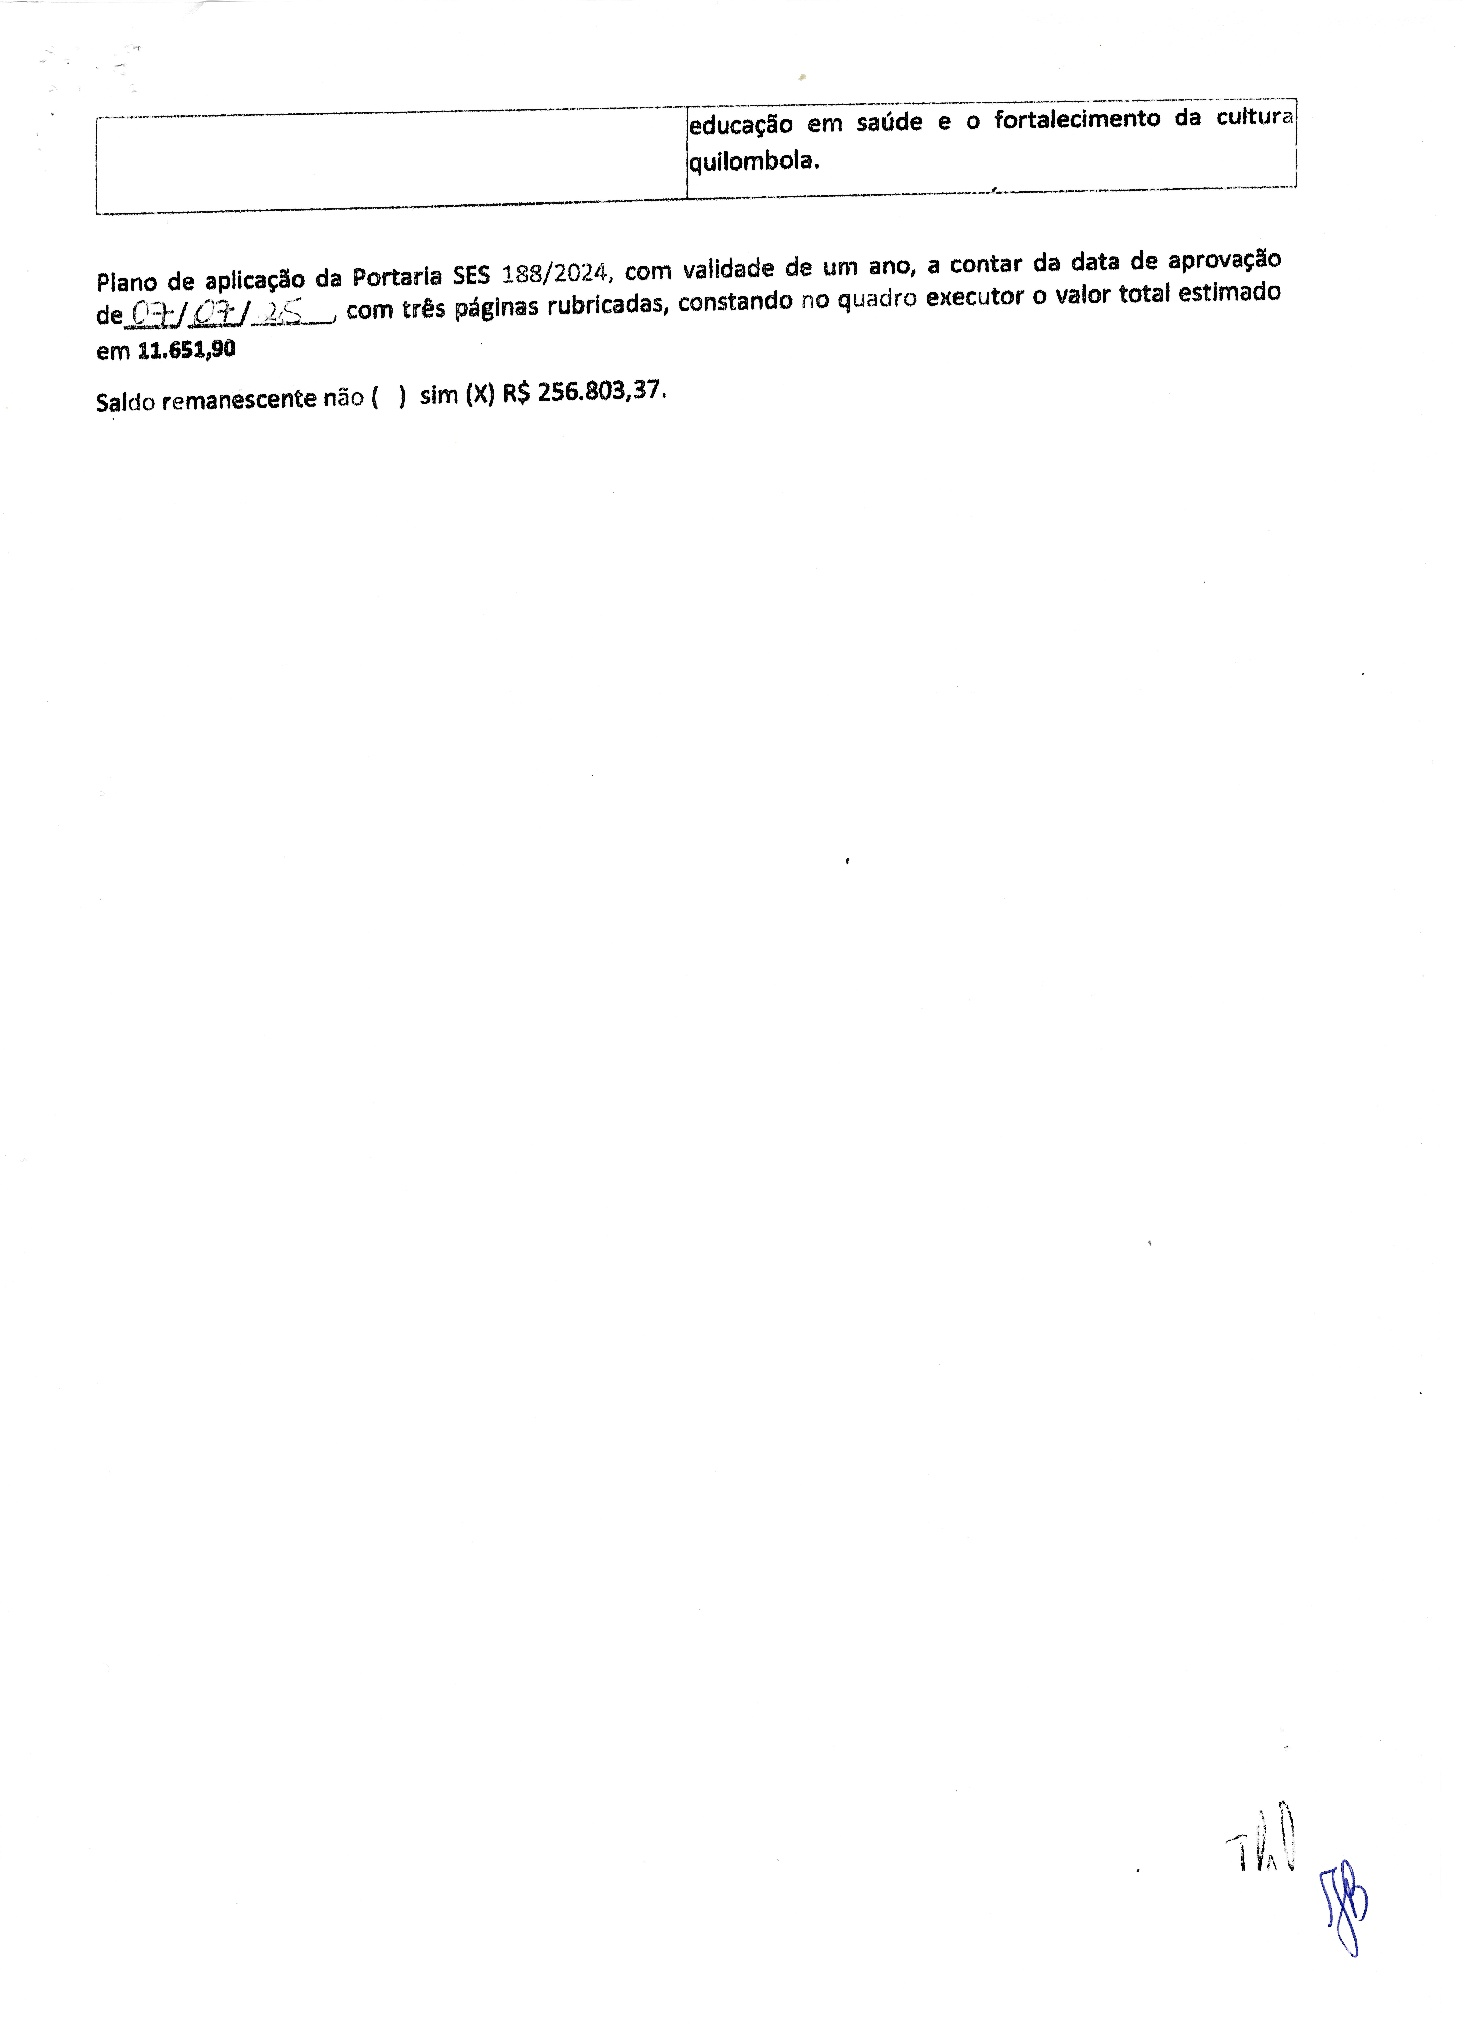 educação em saúde e o fortalecimento da cultura
quilombola.
Plano de aplicação da Portaria SES 188/2024, com validade de um ano, a contar da data de aprovação
de 07/07/25, com três páginas rubricadas, constando no quadro executor o valor total estimado
em 11.651,90
Saldo remanescente não ( ) sim (X) R$ 256.803,37.